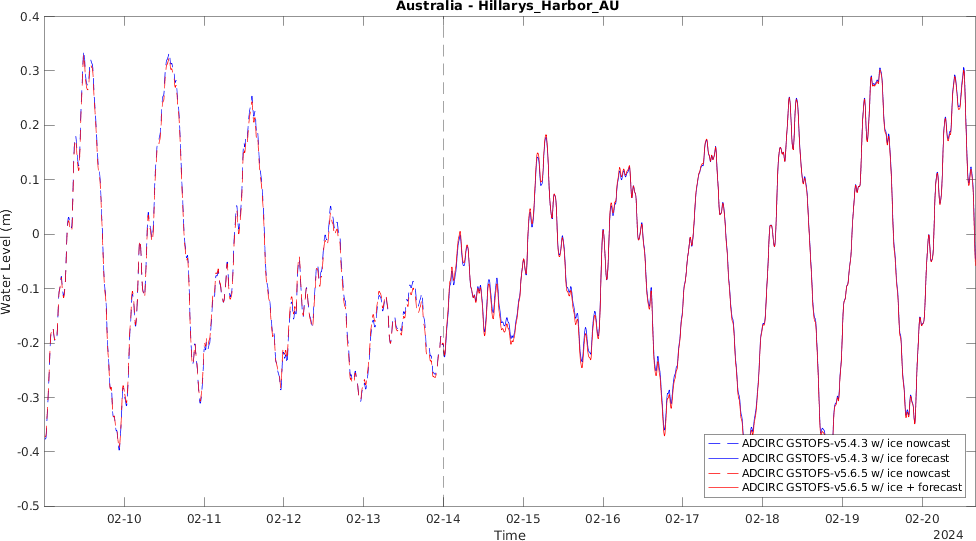 Australia - Hillarys_Harbor_AU
0.4
0.3
0.2
0.1
0
-0.1
-0.2
-0.3
-0.4
-0.5
Water Level (m)
ADCIRC GSTOFS-v5.4.3 w/ ice nowcast
ADCIRC GSTOFS-v5.4.3 w/ ice forecast
ADCIRC GSTOFS-v5.6.5 w/ ice nowcast
ADCIRC GSTOFS-v5.6.5 w/ ice + forecast
02-10 02-11 02-12 02-13 02-14 02-15 02-16 02-17 02-18 02-19 02-20
Time
2024